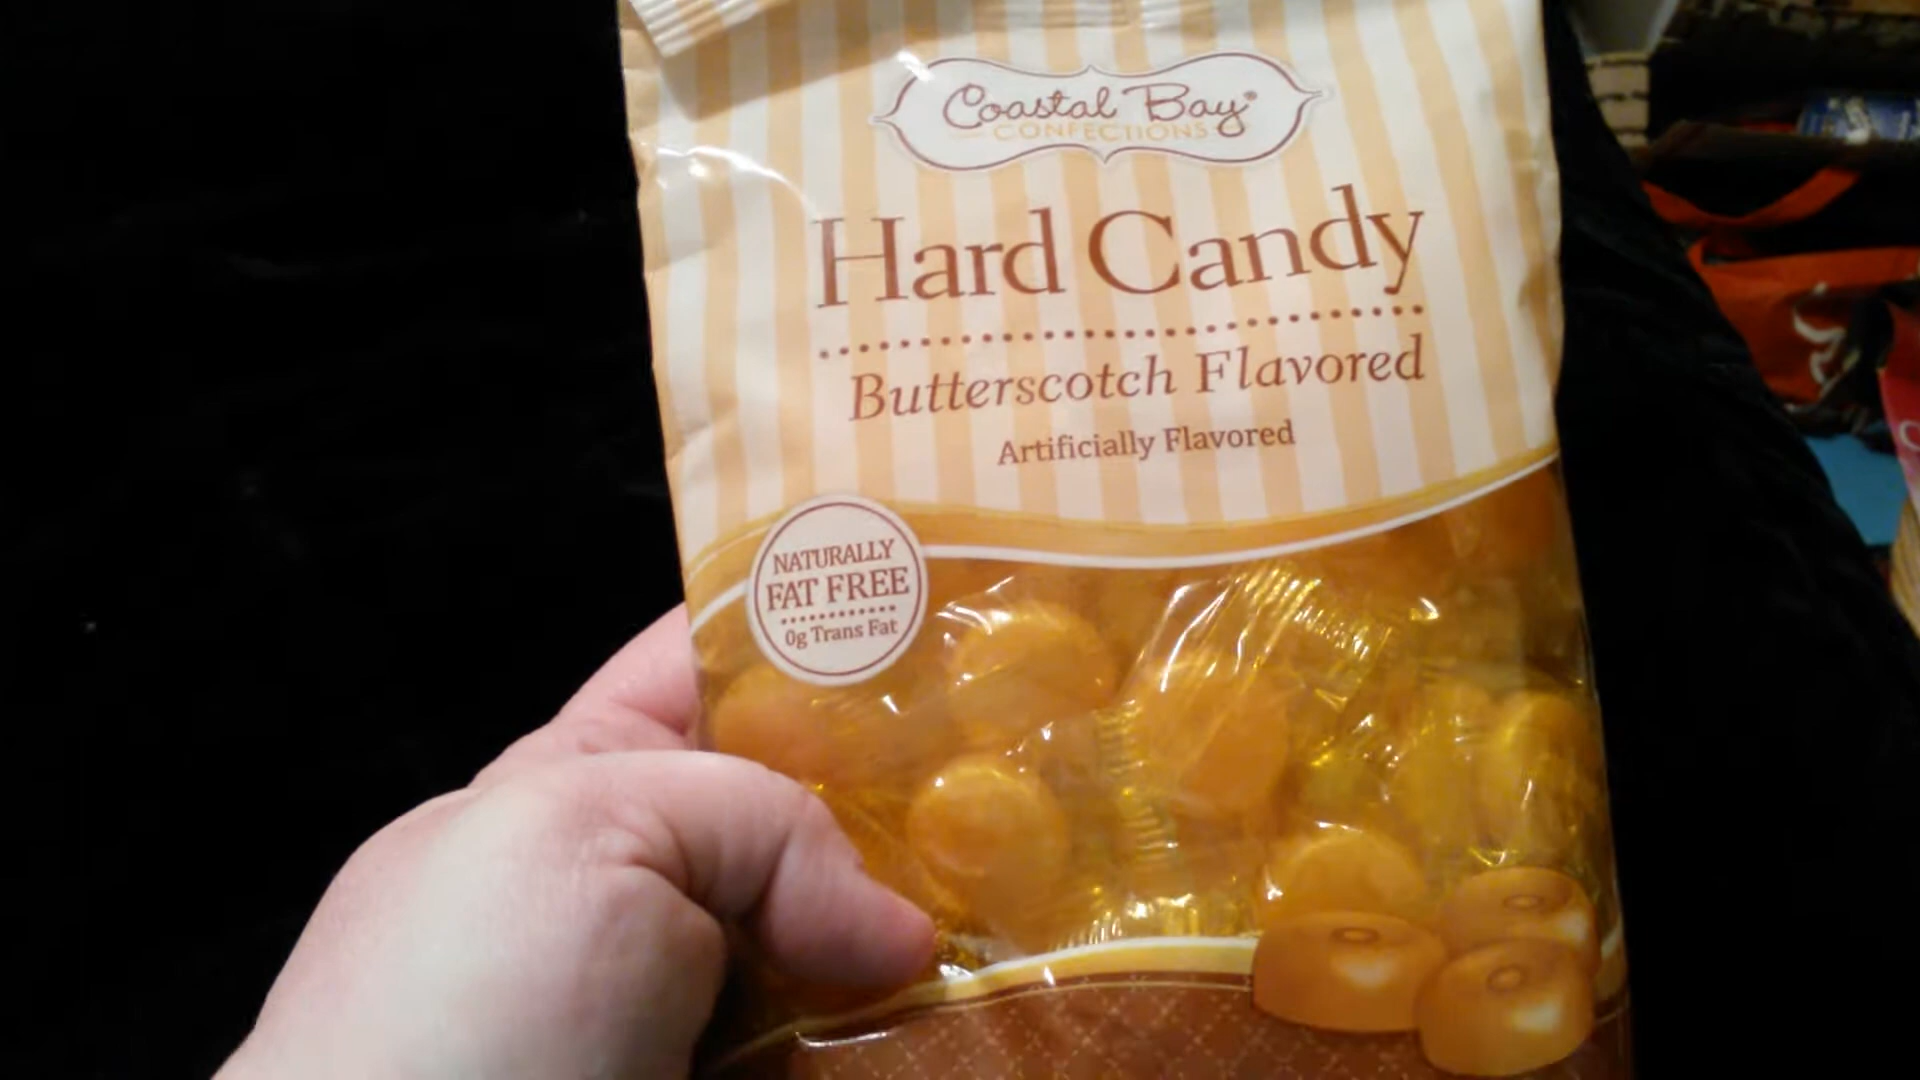 Coastal Bay®
CONFECTIONS
Hard Candy
Butterscotch Flavored
Artificially Flavored
NATURALLY
FAT FREE
0g Trans Fat